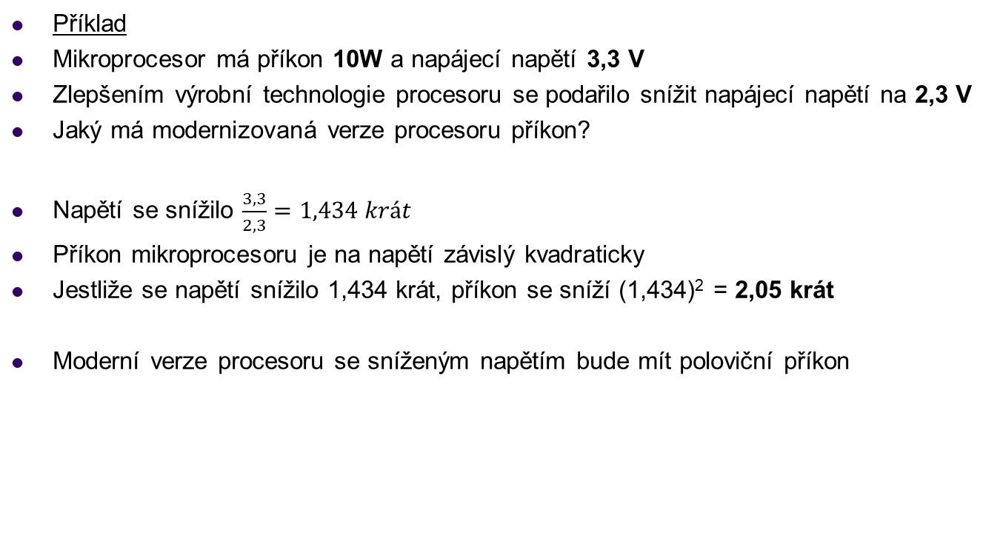 Příklad
Mikroprocesor má příkon 10W a napájecí napětí 3,3 V
Zlepšením výrobní technologie procesoru se podařilo snížit napájecí napětí na 2,3 V
Jaký má modernizovaná verze procesoru příkon?
Napětí se snížilo 3,3/2,3 = 1,434 krát
Příkon mikroprocesoru je na napětí závislý kvadraticky
Jestliže se napětí snížilo 1,434 krát, příkon se sníží (1,434)² = 2,05 krát
Moderní verze procesoru se sníženým napětím bude mít poloviční příkon